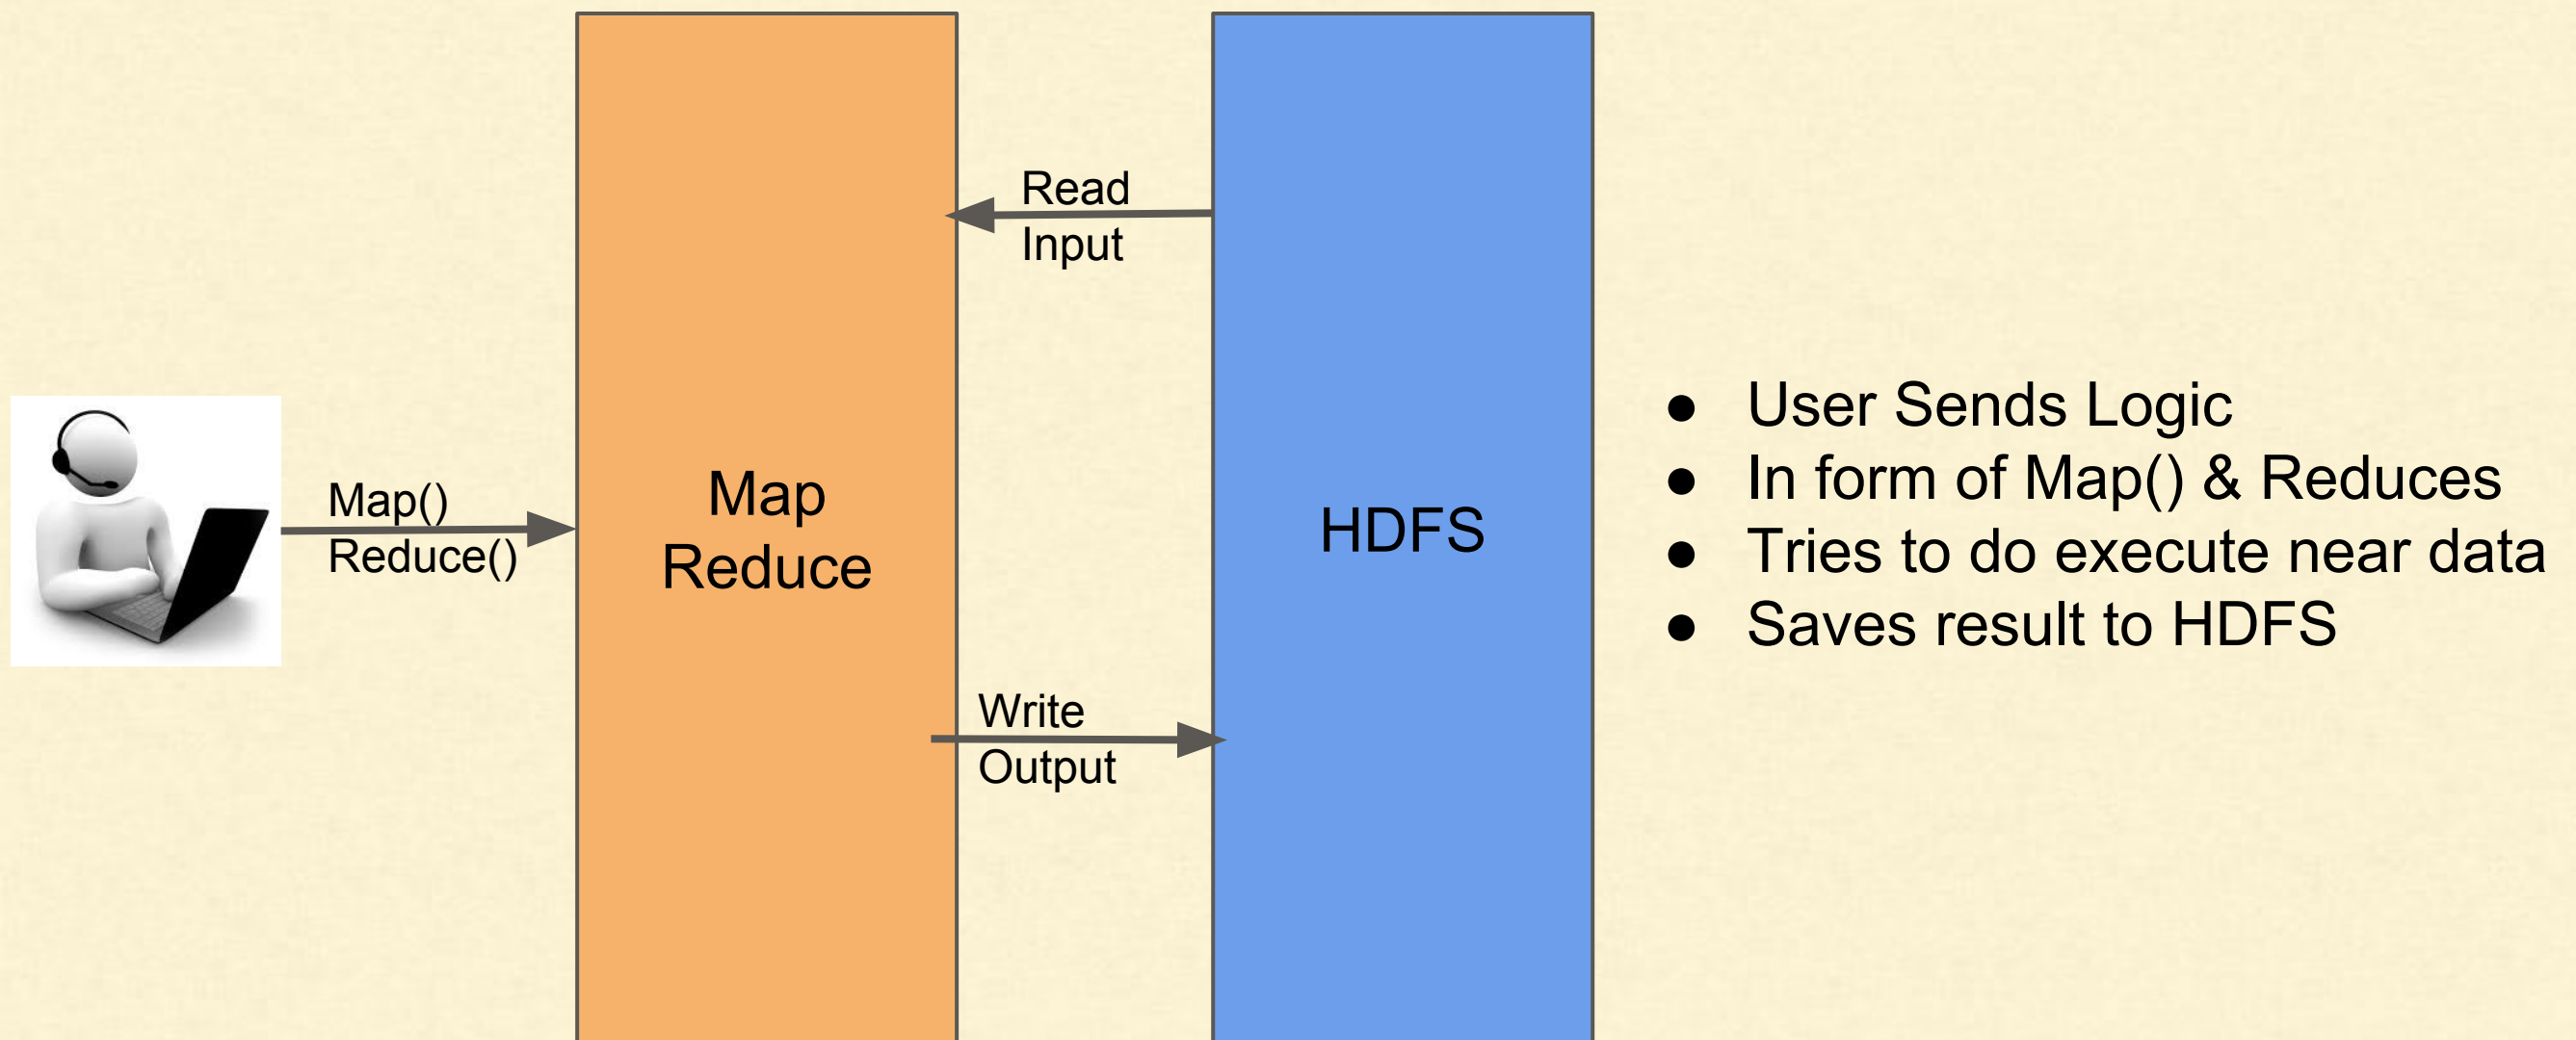 Map()
Reduce()
Map
Reduce
Read
Input
Write
Output
HDFS
● User Sends Logic
● In form of Map() & Reduces
● Tries to do execute near data
● Saves result to HDFS